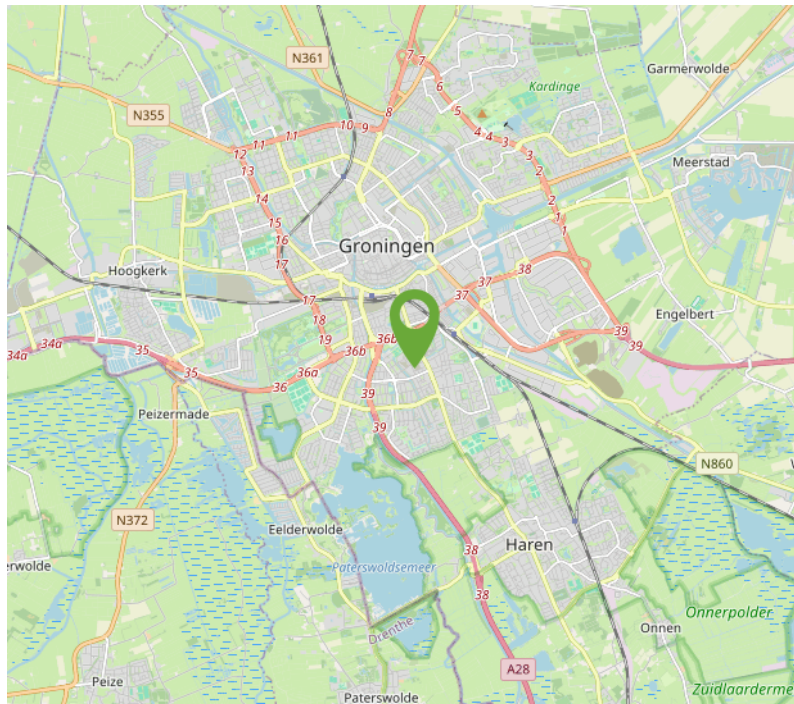 N361
7
7
Garmerwolde
6
Kardinge
5
8
N355
10
9
11
11
4
4
3
12
3
Meerstad
13
2
14
2
1
15
1
16
Groningen
17
Hoogkerk
38
37
17
37
18
Engelbert
39
19
36b
36b
39
34a
34a
35
35
36a
36
39
Peizermade
39
N860
N372
Eelderwolde
38
Haren
erwolde
Paterswoldsemeer
38
Onnerpolder
Drenthe
Onnen
A28
Peize
Zuidlaarderme
Paterswolde